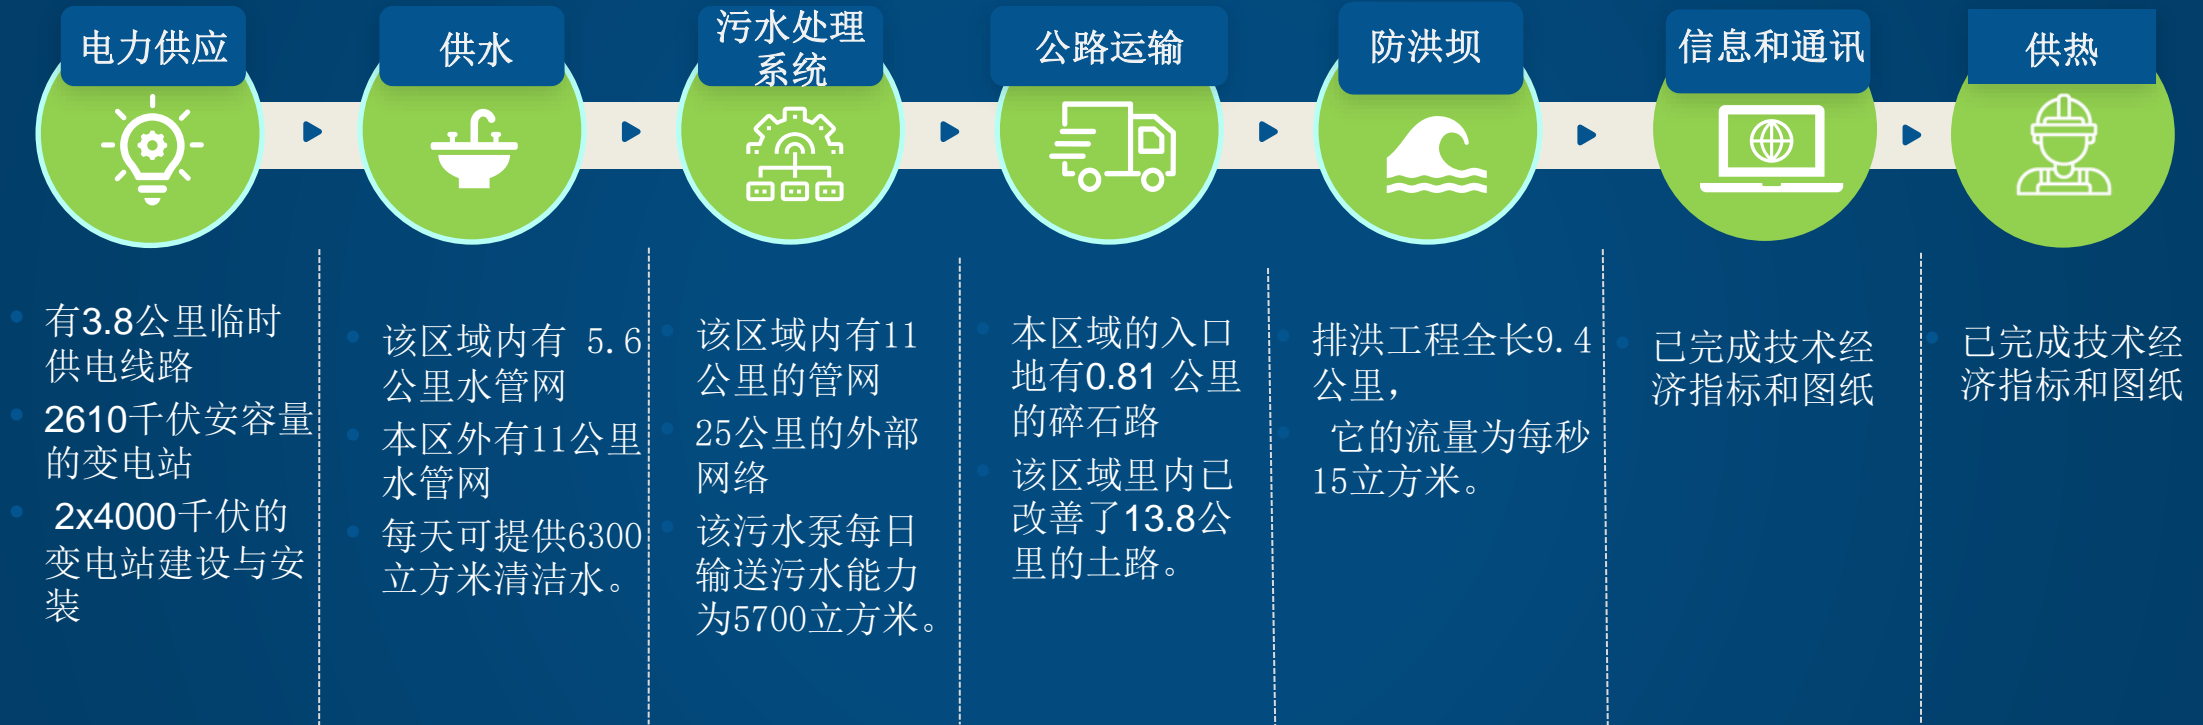 电力供应
供水
污水处理
系统
公路运输
防洪坝
信息和通讯
供热
有3.8公里临时
供电线路
2610千伏安容量
的变电站
2x4000千伏的
变电站建设与安
装
该区域内有 5.6
公里水管网
本区外有11公里
水管网
每天可提供6300
立方米清洁水。
该区域内有11
公里的管网
25公里的外部
网络
该污水泵每日
输送污水能力
为5700立方米。
本区域的入口
地有0.81 公里
的碎石路
该区域里内已
改善了13.8公
里的土路。
排洪工程全长9.4
公里，
它的流量为每秒
15立方米。
已完成技术经
济指标和图纸
已完成技术经
济指标和图纸